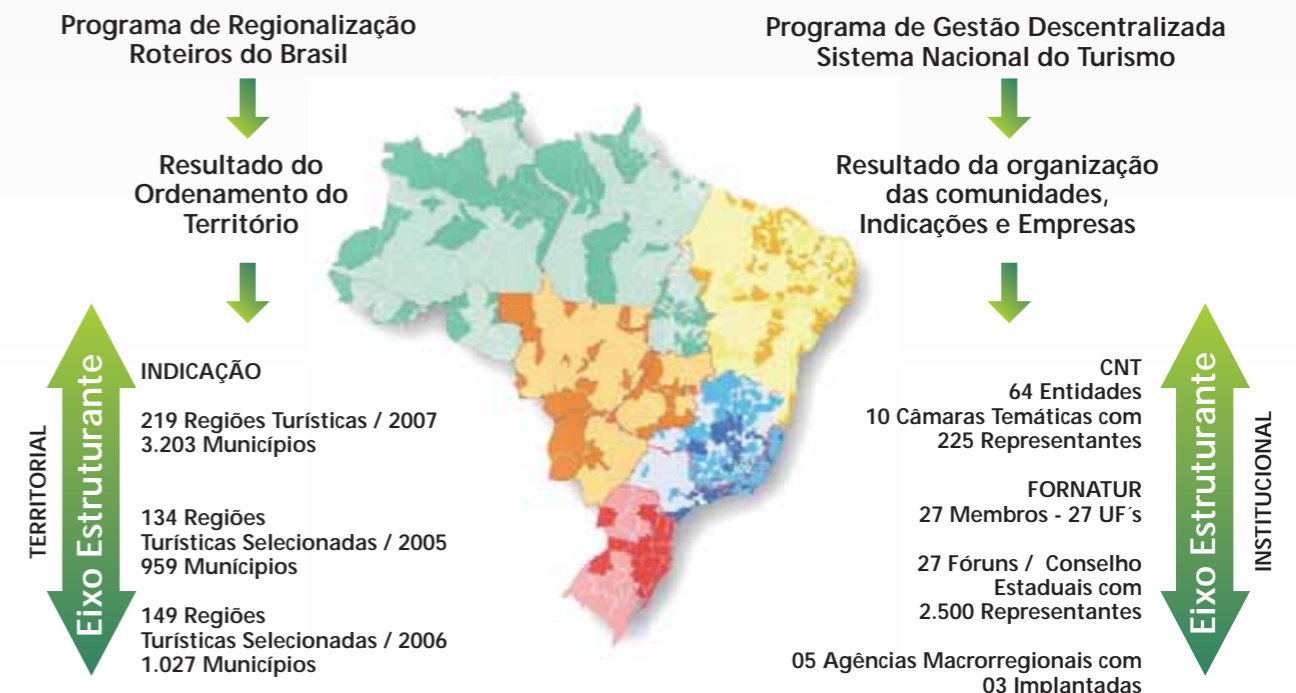 Programa de Regionalização
Roteiros do Brasil
Resultado do
Ordenamento do
Território
TERRITORIAL
Eixo Estruturante
INDICAÇÃO
219 Regiões Turísticas / 2007
3.203 Municípios
134 Regiões
Turísticas Selecionadas / 2005
959 Munícipios
149 Regiões
Turísticas Selecionadas / 2006
1.027 Municípios
Programa de Gestão Descentralizada
Sistema Nacional do Turismo
Resultado da organização
das comunidades,
Indicações e Empresas
CNT
64 Entidades
10 Câmaras Temáticas com
225 Representantes
FORNATUR
27 Membros - 27 UF´s
27 Fóruns / Conselho
Estaduais com
2.500 Representantes
05 Agências Macrorregionais com
03 Implantadas
Eixo Estruturante
INSTITUCIONAL